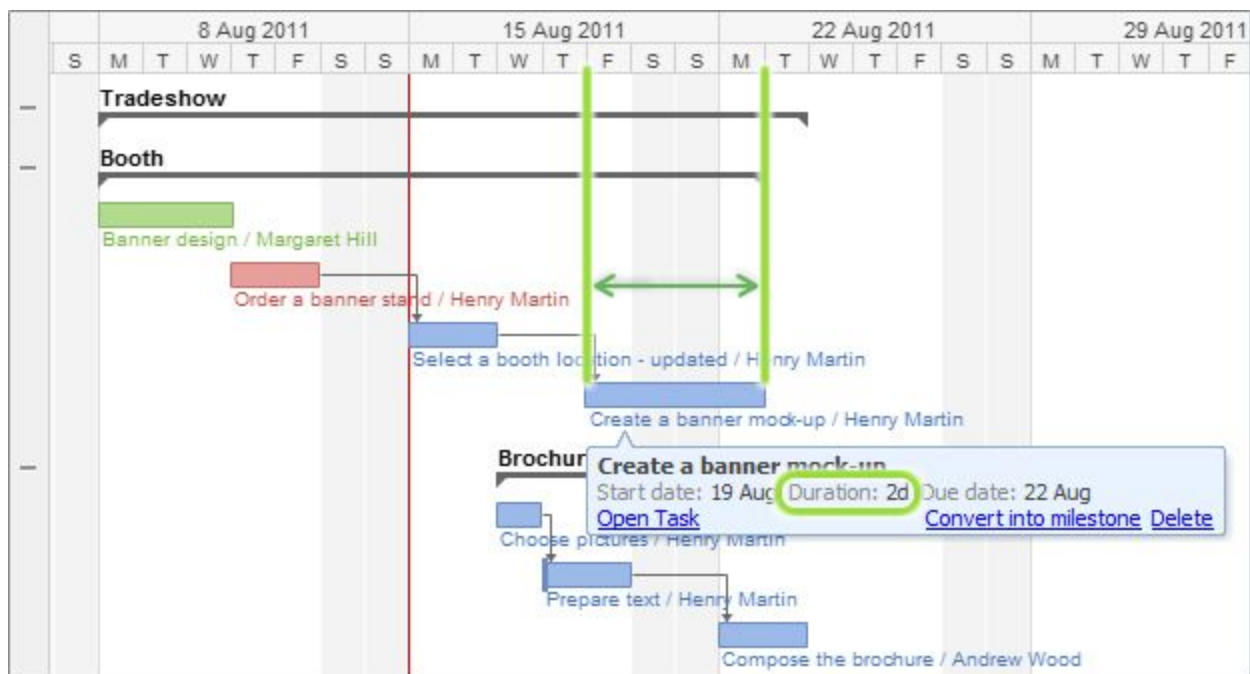 8 Aug 2011 15 Aug 2011 22 Aug 2011 29 Aug 2011
S M T W T F S S M T W T F S S M T W T F S S M T W T F
Tradeshow
Booth
Banner design / Margaret Hill
Order a banner stand / Henry Martin
Select a booth location - updated / Henry Martin
Create a banner mock-up / Henry Martin
Brochur
Create a banner mock-up
Start date: 19 Aug Duration: 2d Due date: 22 Aug
Open Task Convert into milestone Delete
Choose pictures / Henry Martin
Prepare text / Henry Martin
Compose the brochure / Andrew Wood